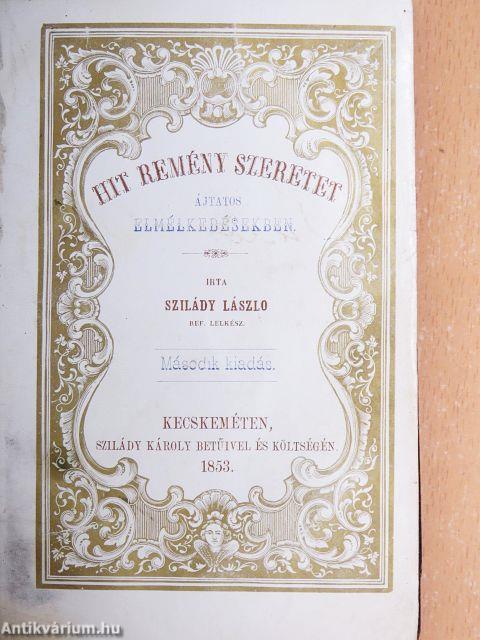 HIT REMÉNY SZERETET
ÁJTATOS
ELMÉLKEDÉSEKBEN.
IRTA
SZILÁDY LÁSZLO
REF. LELKÉSZ.
Második kiadás.
KECSKEMÉTEN,
SZILÁDY KÁROLY BETŰIVEL ÉS KÖLTSÉGÉN.
1853.
Antikvárium.hu